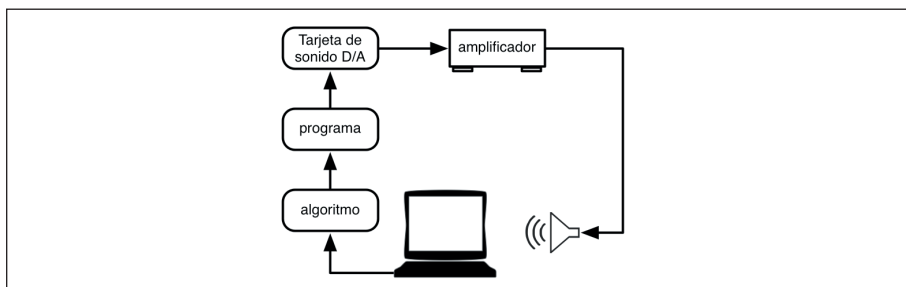 Tarjeta de
sonido D/A
amplificador
programa
algoritmo